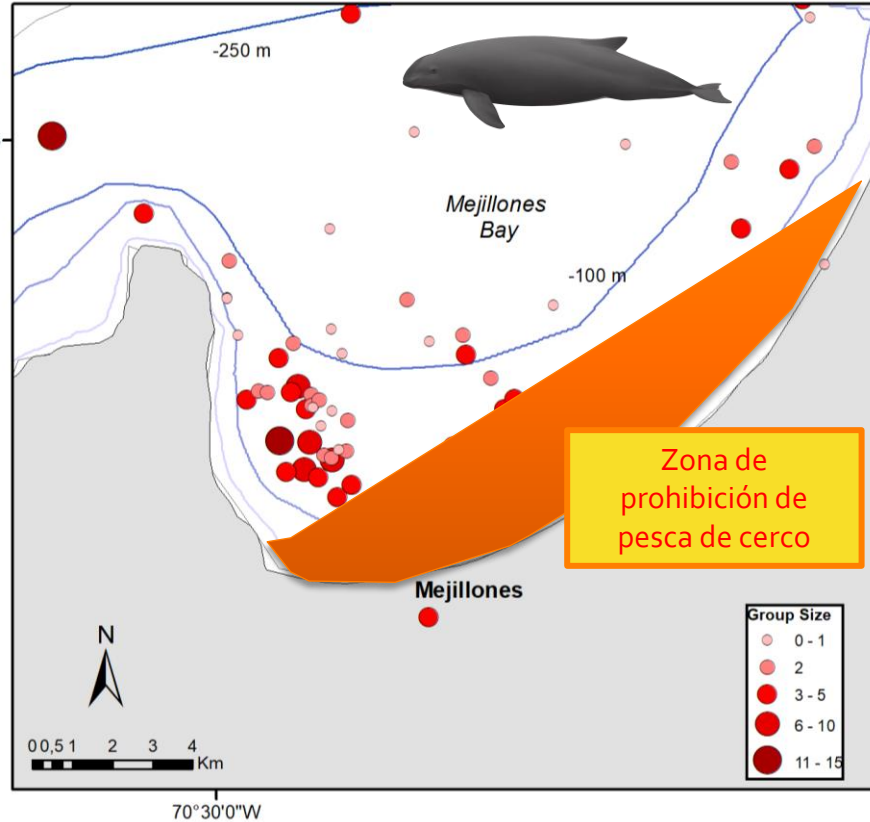 -250 m
Mejillones
Bay
-100 m
Zona de
prohibición de
pesca de cerco
Mejillones
N
0 0,5 1 2 3 4
Km
Group Size
0 - 1
2
3 - 5
6 - 10
11 - 15
70°30'0"W